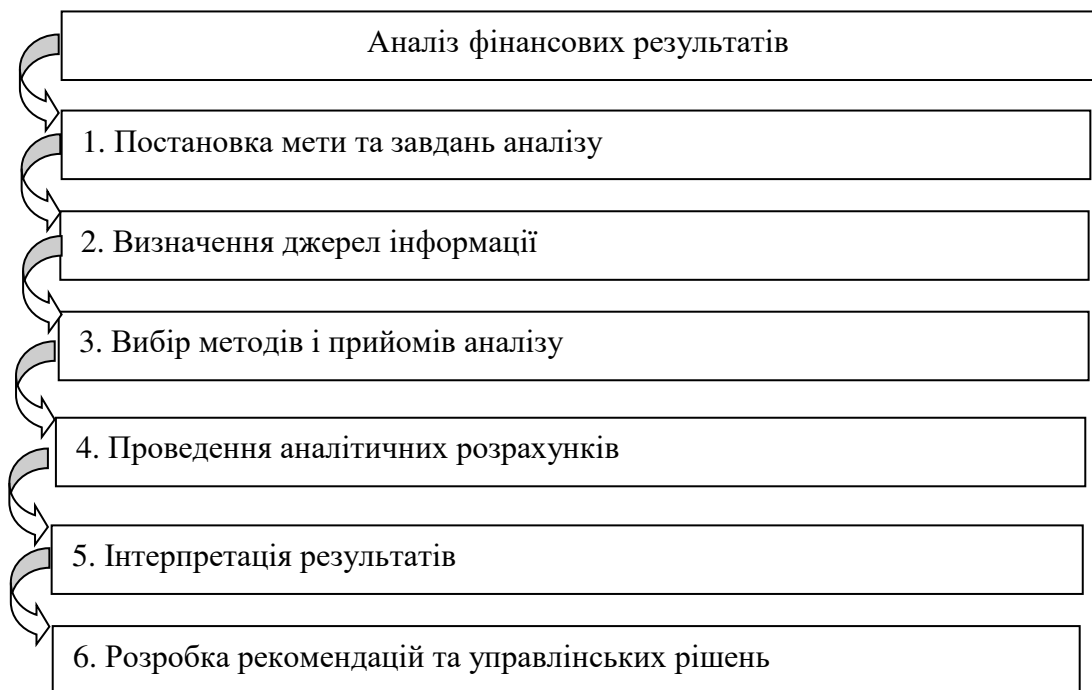 Аналіз фінансових результатів
1. Постановка мети та завдань аналізу
2. Визначення джерел інформації
3. Вибір методів і прийомів аналізу
4. Проведення аналітичних розрахунків
5. Інтерпретація результатів
6. Розробка рекомендацій та управлінських рішень